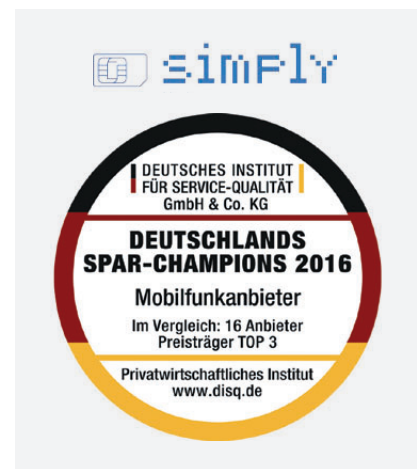 simply
DEUTSCHES INSTITUT
FÜR SERVICE-QUALITÄT
GmbH & Co. KG
DEUTSCHLANDS
SPAR-CHAMPIONS 2016
Mobilfunkanbieter
Im Vergleich: 16 Anbieter
Preisträger TOP 3
Privatwirtschaftliches Institut
www.disq.de